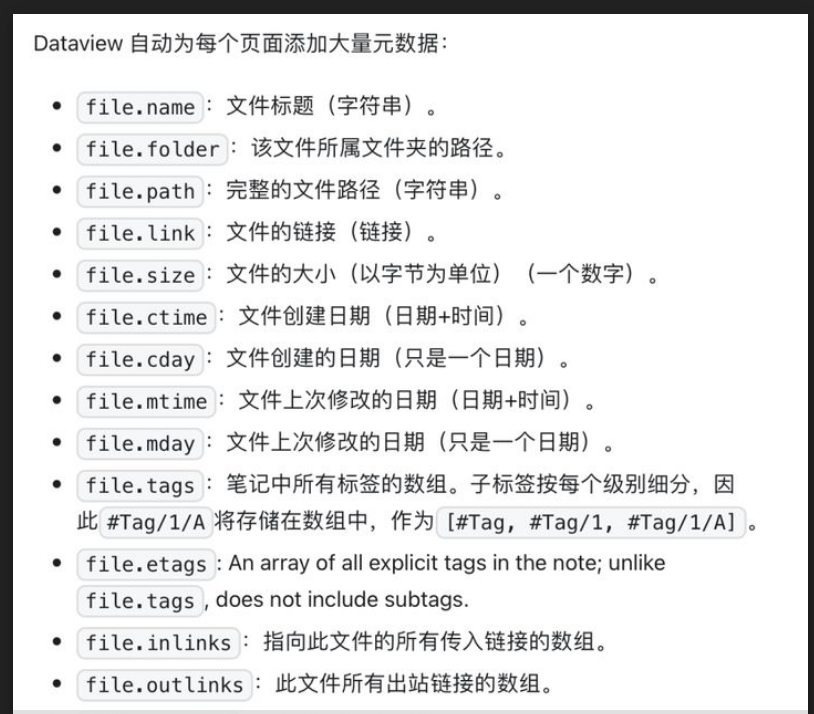 Dataview 自动为每个页面添加大量元数据：
file.name：文件标题（字符串）。
file.folder：该文件所属文件夹的路径。
file.path：完整的文件路径（字符串）。
file.link：文件的链接（链接）。
file.size：文件的大小（以字节为单位）（一个数字）。
file.ctime：文件创建日期（日期+时间）。
file.cday：文件创建的日期（只是一个日期）。
file.mtime：文件上次修改的日期（日期+时间）。
file.mday：文件上次修改的日期（只是一个日期）。
file.tags：笔记中所有标签的数组。子标签按每个级别细分，因
此 #Tag/1/A 将存储在数组中，作为 [#Tag, #Tag/1, #Tag/1/A] 。
file.etags: An array of all explicit tags in the note; unlike
file.tags, does not include subtags.
file.inlinks：指向此文件的所有传入链接的数组。
file.outlinks：此文件所有出站链接的数组。